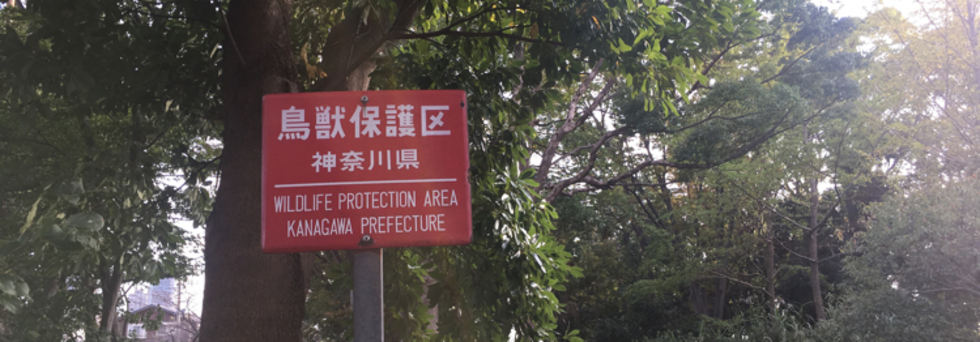 鳥獣保護区
神奈川県
WILDLIFE PROTECTION AREA
KANAGAWA PREFECTURE